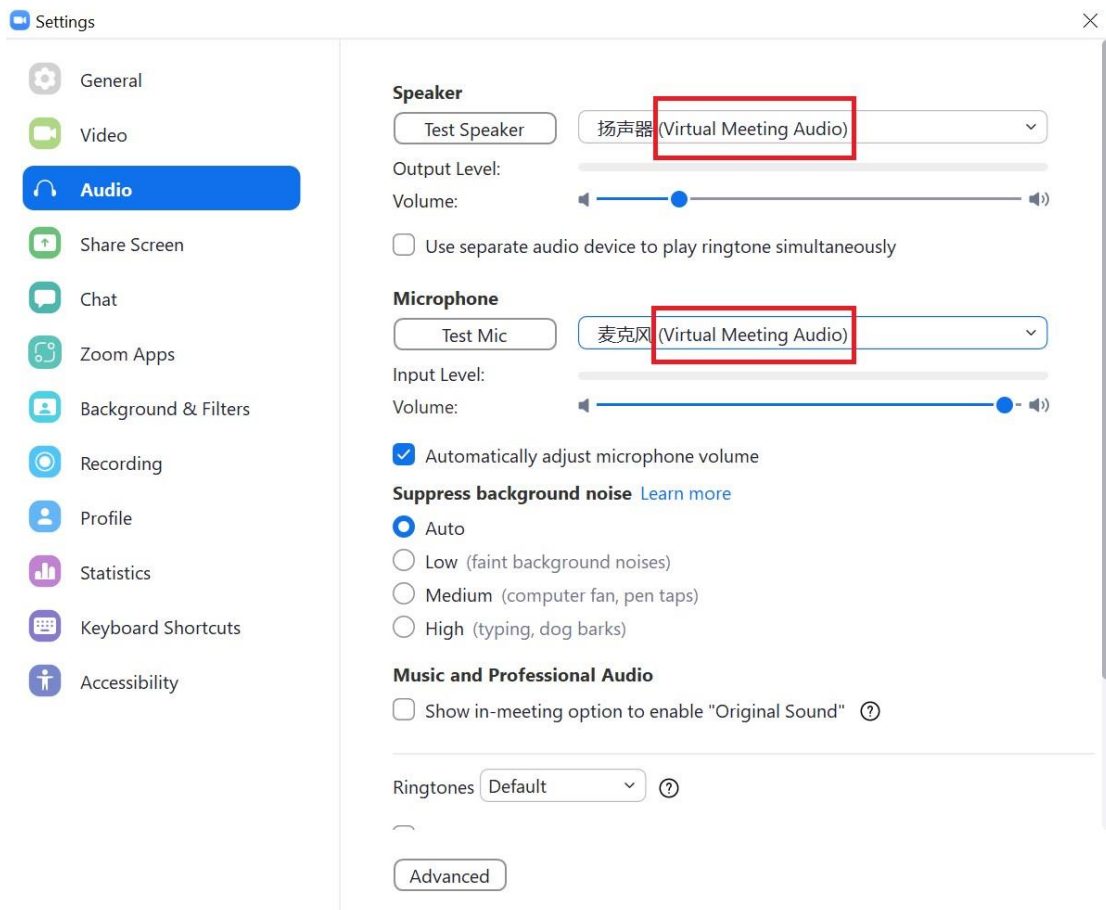 Settings
General
Video
Audio
Share Screen
Chat
Zoom Apps
Background & Filters
Recording
Profile
Statistics
Keyboard Shortcuts
Accessibility
Speaker
Test Speaker
扬声器 (Virtual Meeting Audio)
Output Level:
Volume:
Use separate audio device to play ringtone simultaneously
Microphone
Test Mic
麦克风 (Virtual Meeting Audio)
Input Level:
Volume:
Automatically adjust microphone volume
Suppress background noise Learn more
Auto
Low (faint background noises)
Medium (computer fan, pen taps)
High (typing, dog barks)
Music and Professional Audio
Show in-meeting option to enable "Original Sound" ?
Ringtones Default ?
Advanced